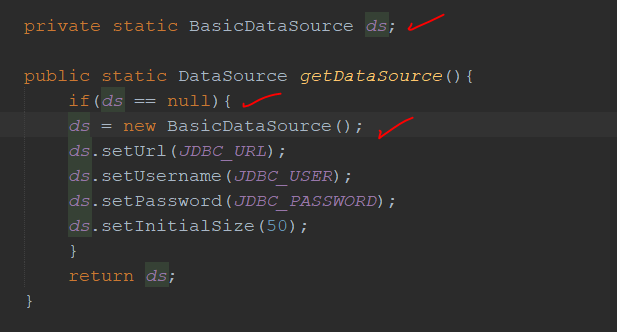 private static BasicDataSource ds;
public static DataSource getDataSource(){
if(ds == null){
ds = new BasicDataSource();
ds.setUrl(JDBC_URL);
ds.setUsername(JDBC_USER);
ds.setPassword(JDBC_PASSWORD);
ds.setInitialSize(50);
}
return ds;
}